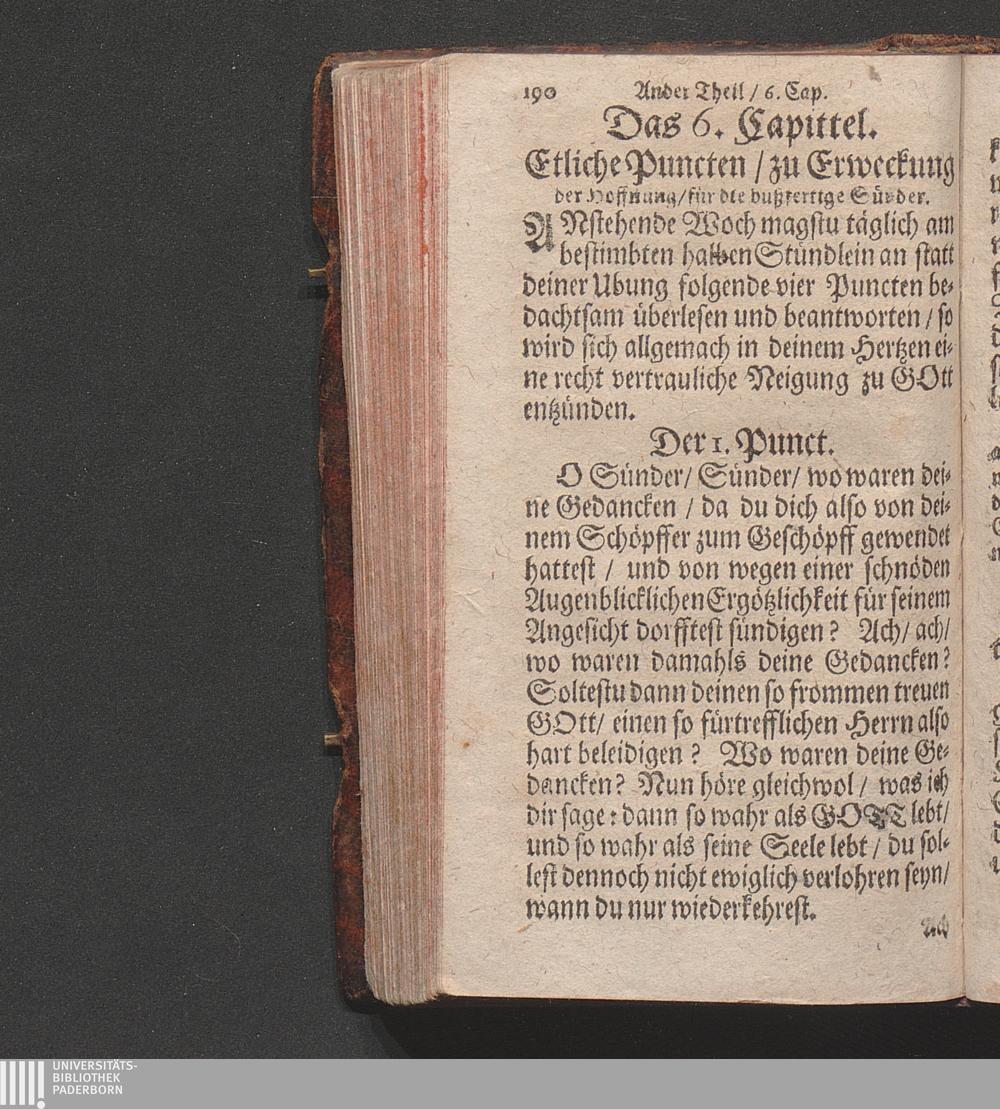 190 Ander Theil / 6. Cap.
Das 6. Capittel.
Etliche Puncten / zu Erweckung
der Hoffnung / für die bußfertige Sünder.
ANstehende Woch magstu täglich am
bestimbten halben Stündlein an statt
deiner Ubung folgende vier Puncten be-
dachtsam überlesen und beantworten / so
wird sich allgemach in deinem Hertzen ei-
ne recht vertrauliche Neigung zu GOtt
entzünden.
Der 1. Punct.
O Sünder / Sünder / wo waren dei-
ne Gedancken / da du dich also von dei-
nem Schöpffer zum Geschöpff gewendet
hattest / und von wegen einer schnöden
Augenblicklichen Ergötzlichkeit für seinem
Angesicht dorfftest sündigen? Ach / ach /
wo waren damahls deine Gedancken?
Soltestu dann deinen so frommen treuen
GOtt / einen so fürtrefflichen Herrn also
hart beleidigen? Wo waren deine Ge-
dancken? Nun höre gleichwol / was ich
dir sage: dann so wahr als GOTT lebt /
und so wahr als seine Seele lebt / du sol-
lest dennoch nicht ewiglich verlohren seyn /
wann du nur wiederkehrest.
Ach
UNIVERSITÄTS-
BIBLIOTHEK
PADERBORN